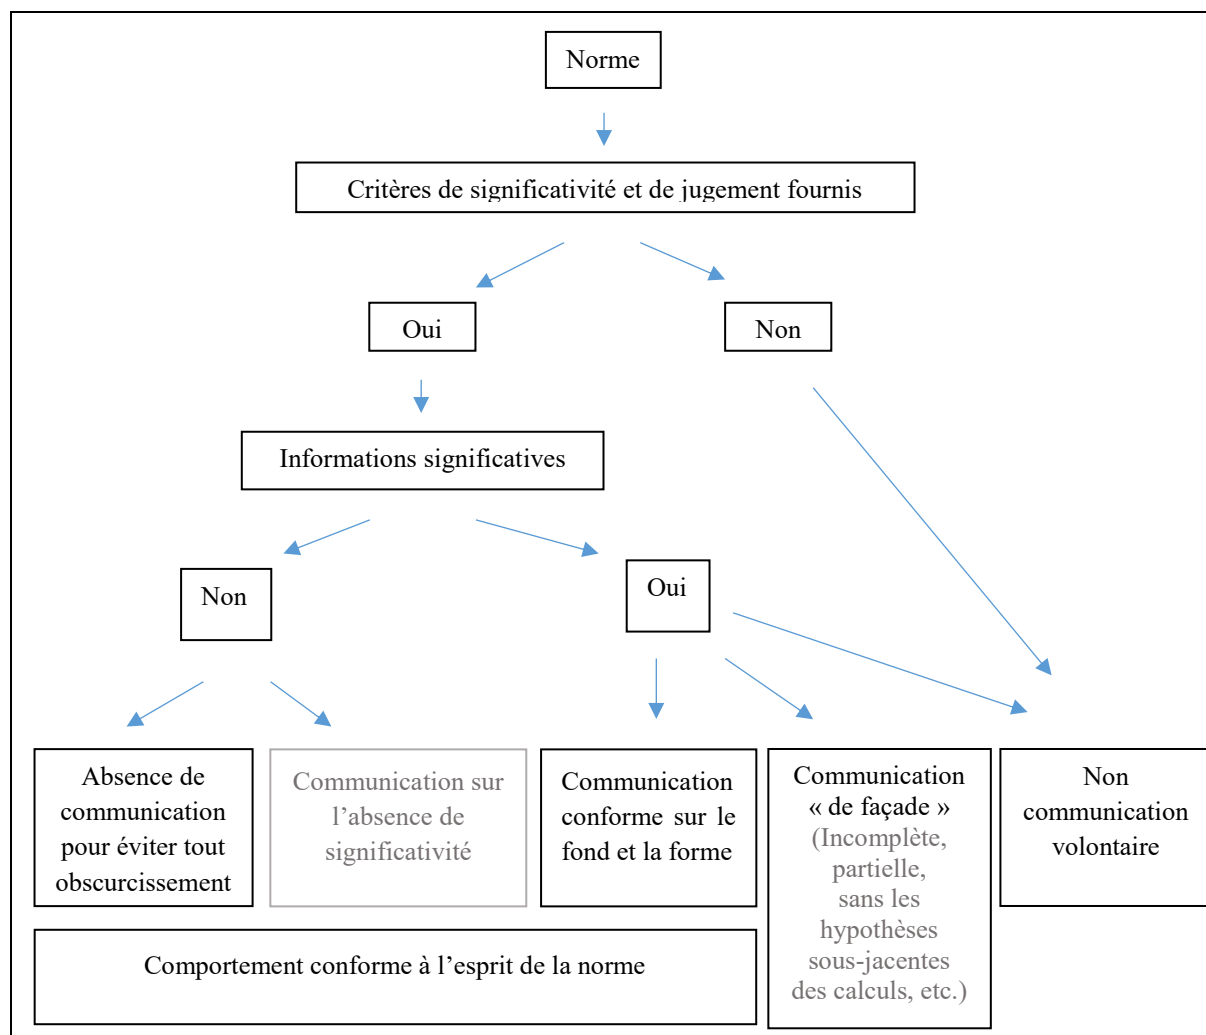 Norme
Critères de significativité et de jugement fournis
Oui
Non
Informations significatives
Non
Oui
Absence de
communication
pour éviter tout
obscurcissement
Communication sur
l’absence de
significativité
Communication
conforme sur le
fond et la forme
Communication
« de façade »
(Incomplète,
partielle,
sans les
hypothèses
sous-jacentes
des calculs, etc.)
Non
communication
volontaire
Comportement conforme à l’esprit de la norme